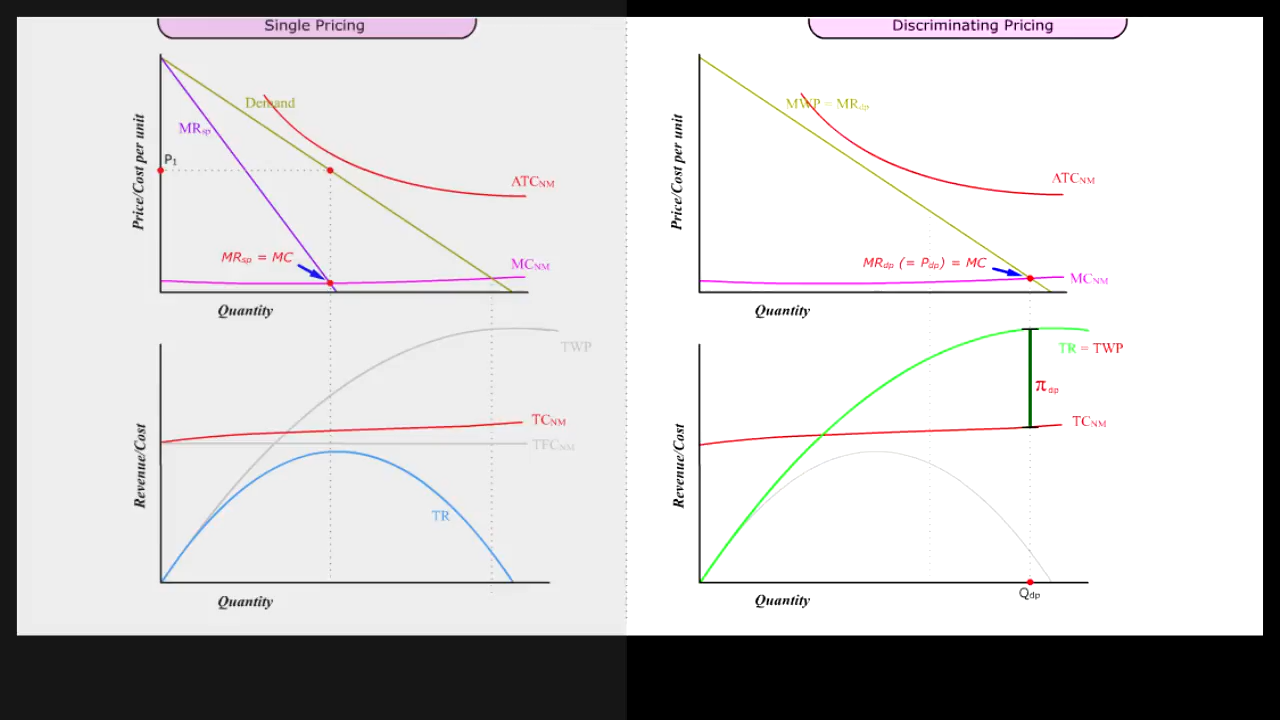 Single Pricing
Demand
MRsp
P1
Price/Cost per unit
ATCNM
MRsp = MC
MCNM
Quantity
TWP
TCNM
TFCNM
Revenue/Cost
TR
Quantity
Discriminating Pricing
MWP = MRdp
Price/Cost per unit
ATCNM
MRdp (= Pdp) = MC
MCNM
Quantity
TR = TWP
πdp
TCNM
Revenue/Cost
Qdp
Quantity